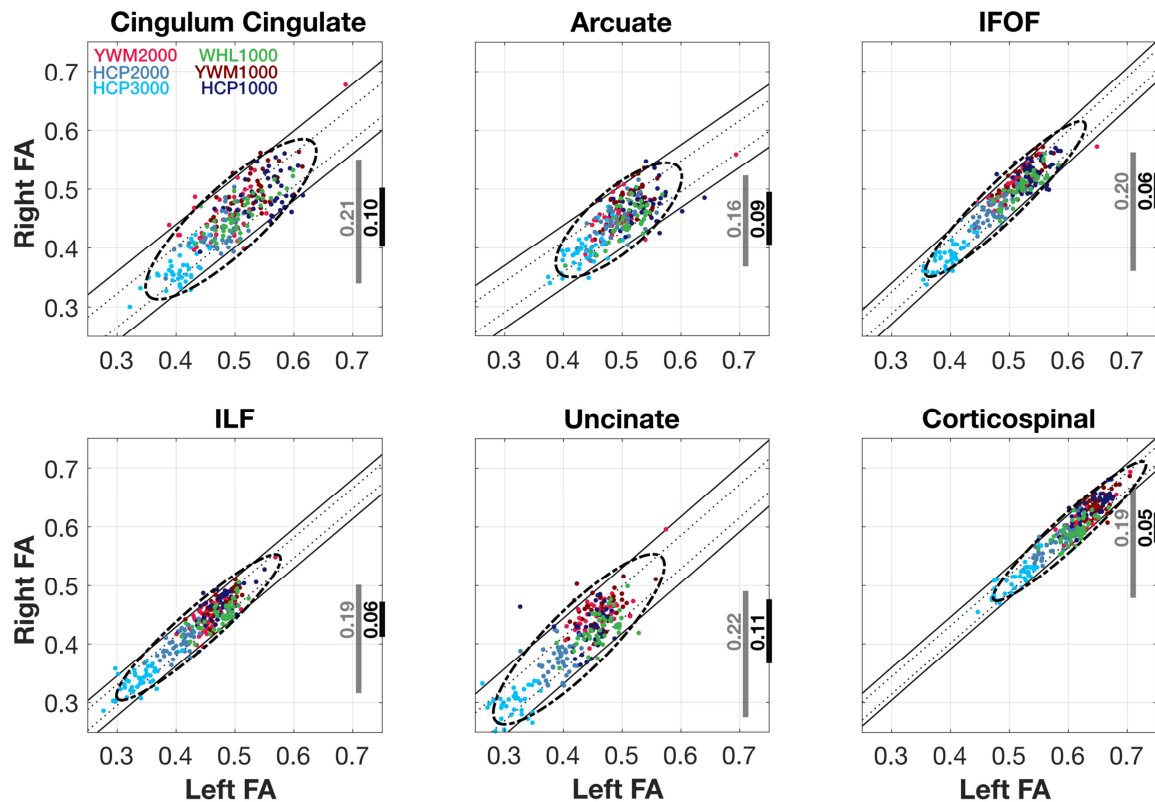 Cingulum Cingulate
Arcuate
IFOF
YWM2000 WHL1000
HCP2000 YWM1000
HCP3000 HCP1000
Right FA
0.7
0.6
0.5
0.4
0.3
0.21
0.10
0.16
0.09
0.20
0.06
0.3 0.4 0.5 0.6 0.7
0.3 0.4 0.5 0.6 0.7
0.3 0.4 0.5 0.6 0.7
ILF
Uncinate
Corticospinal
Right FA
0.7
0.6
0.5
0.4
0.3
0.19
0.06
0.22
0.11
0.19
0.05
0.3 0.4 0.5 0.6 0.7
0.3 0.4 0.5 0.6 0.7
0.3 0.4 0.5 0.6 0.7
Left FA
Left FA
Left FA